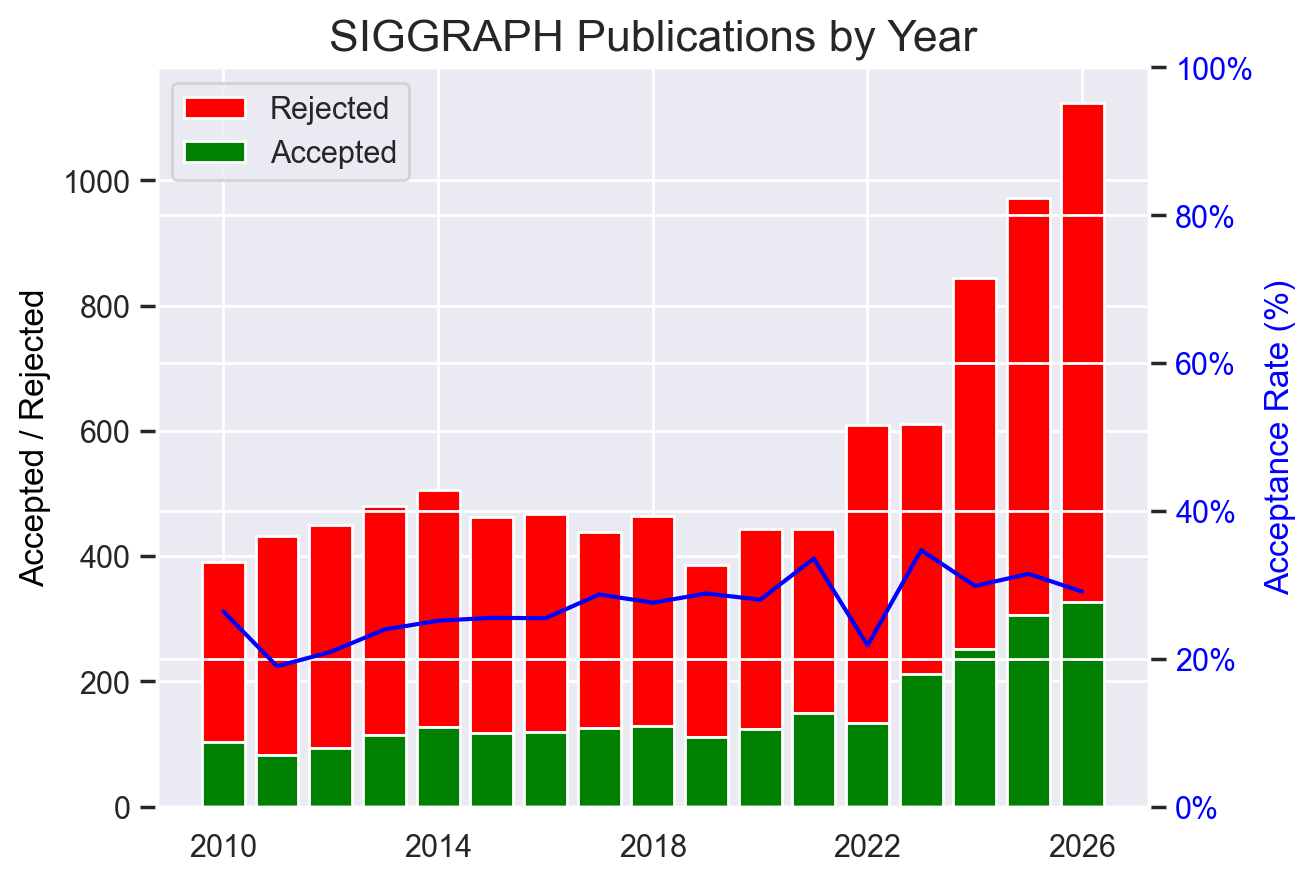 SIGGRAPH Publications by Year
Rejected
Accepted
Accepted / Rejected
1000
800
600
400
200
0
100%
80%
60%
40%
20%
0%
Acceptance Rate (%)
2010 2014 2018 2022 2026